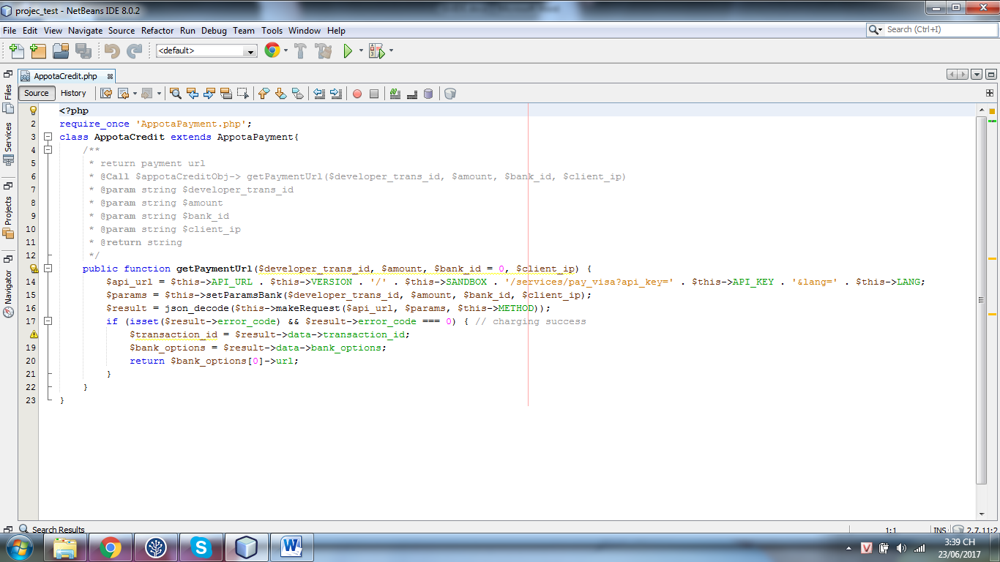 projec_test - NetBeans IDE 8.0.2
File Edit View Navigate Source Refactor Run Debug Team Tools Window Help
Search (Ctrl+I)
<default>
AppotaCredit.php
Source History
Files
Services
Projects
Navigator
<?php
2 require_once 'AppotaPayment.php';
3 class AppotaCredit extends AppotaPayment{
4 /**
5 * return payment url
6 * @Call $appotaCreditObj-> getPaymentUrl($developer_trans_id, $amount, $bank_id, $client_ip)
7 * @param string $developer_trans_id
8 * @param string $amount
9 * @param string $bank_id
10 * @param string $client_ip
11 * @return string
12 */
public function getPaymentUrl($developer_trans_id, $amount, $bank_id = 0, $client_ip) {
14 $api_url = $this->API_URL . $this->VERSION . '/' . $this->SANDBOX . '/services/pay_visa?api_key=' . $this->API_KEY . '&lang=' . $this->LANG;
15 $params = $this->setParamsBank($developer_trans_id, $amount, $bank_id, $client_ip);
16 $result = json_decode($this->makeRequest($api_url, $params, $this->METHOD));
17 if (isset($result->error_code) && $result->error_code === 0) { // charging success
$transaction_id = $result->data->transaction_id;
19 $bank_options = $result->data->bank_options;
20 return $bank_options[0]->url;
21 }
22 }
23 }
Search Results
1:1 INS
3:39 CH
23/06/2017